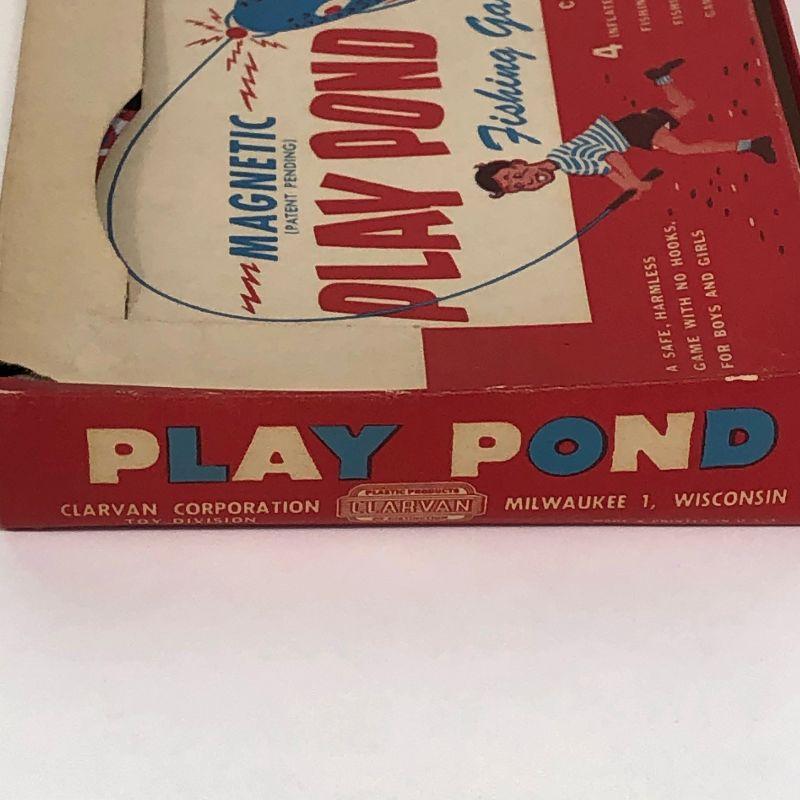 MAGNETIC
(PATENT PENDING)
PLAY POND
Fishing
4
A SAFE, HARMLESS
GAME WITH NO HOOKS,
FOR BOYS AND GIRLS
PLAY POND
CLARVAN CORPORATION
TOY DIVISION
PLASTIC PRODUCTS
CLARVAN
MILWAUKEE 1, WISCONSIN